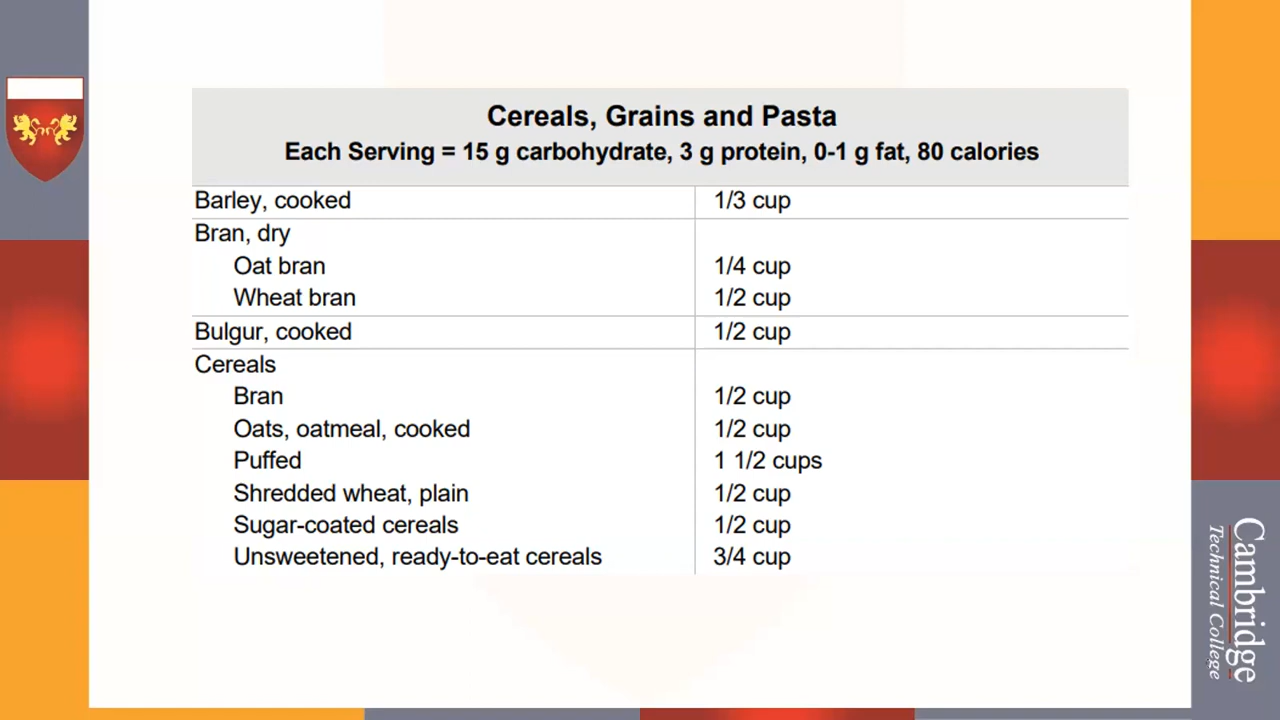 Cereals, Grains and Pasta
Each Serving = 15 g carbohydrate, 3 g protein, 0-1 g fat, 80 calories
Barley, cooked 1/3 cup
Bran, dry
Oat bran 1/4 cup
Wheat bran 1/2 cup
Bulgur, cooked 1/2 cup
Cereals
Bran 1/2 cup
Oats, oatmeal, cooked 1/2 cup
Puffed 1 1/2 cups
Shredded wheat, plain 1/2 cup
Sugar-coated cereals 1/2 cup
Unsweetened, ready-to-eat cereals 3/4 cup
Cambridge
Technical College